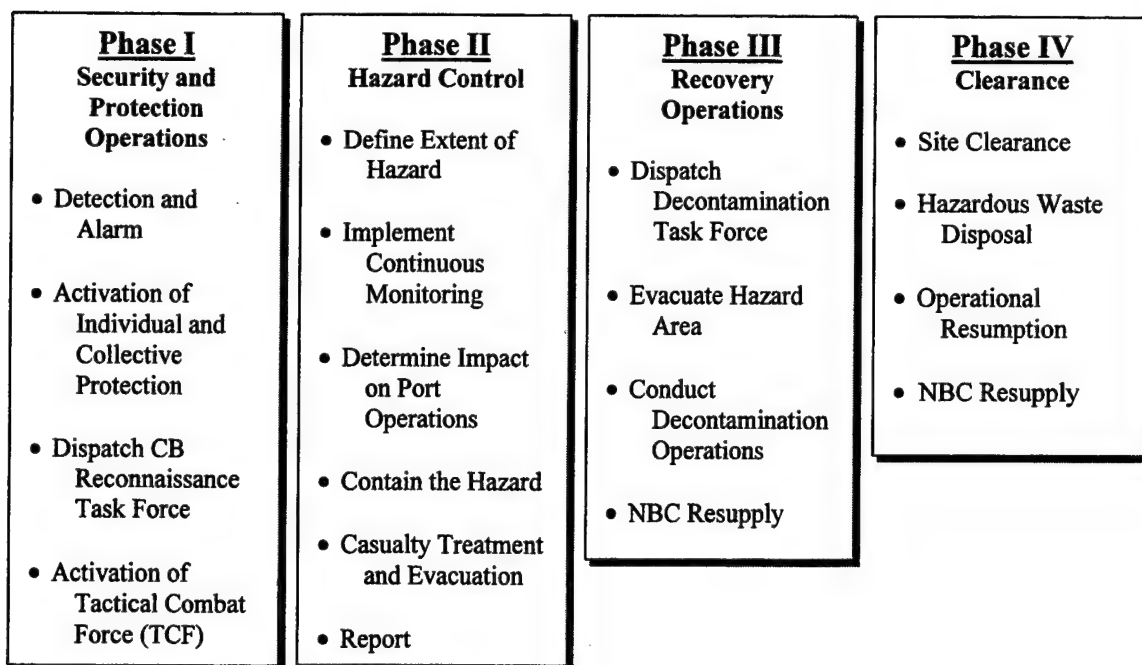 Phase I
Security and
Protection
Operations
• Detection and
Alarm
• Activation of
Individual and
Collective
Protection
• Dispatch CB
Reconnaissance
Task Force
• Activation of
Tactical Combat
Force (TCF)
Phase II
Hazard Control
• Define Extent of
Hazard
• Implement
Continuous
Monitoring
• Determine Impact
on Port
Operations
• Contain the Hazard
• Casualty Treatment
and Evacuation
• Report
Phase III
Recovery
Operations
• Dispatch
Decontamination
Task Force
• Evacuate Hazard
Area
• Conduct
Decontamination
Operations
• NBC Resupply
Phase IV
Clearance
• Site Clearance
• Hazardous Waste
Disposal
• Operational
Resumption
• NBC Resupply